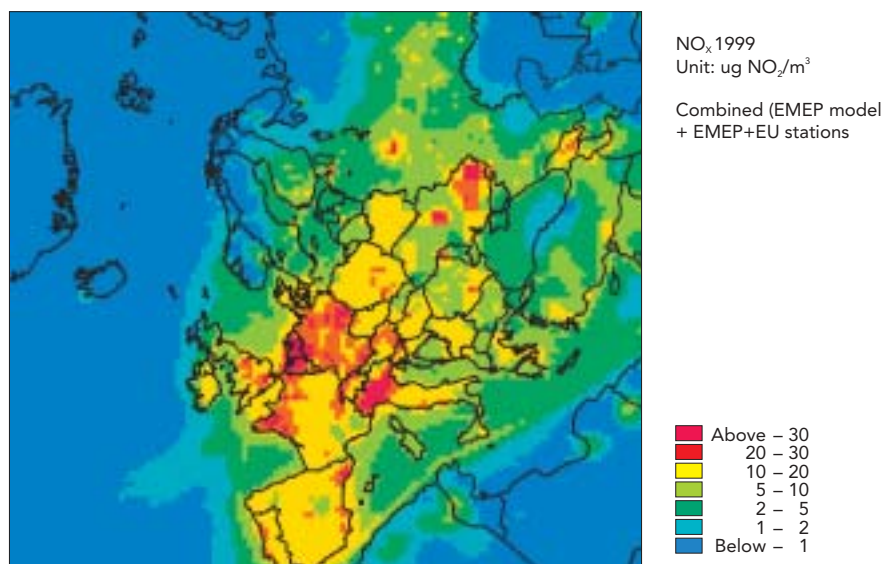 NOₓ 1999
Unit: ug NO₂/m³
Combined (EMEP model
+ EMEP+EU stations
Above – 30
20 – 30
10 – 20
5 – 10
2 – 5
1 – 2
Below – 1